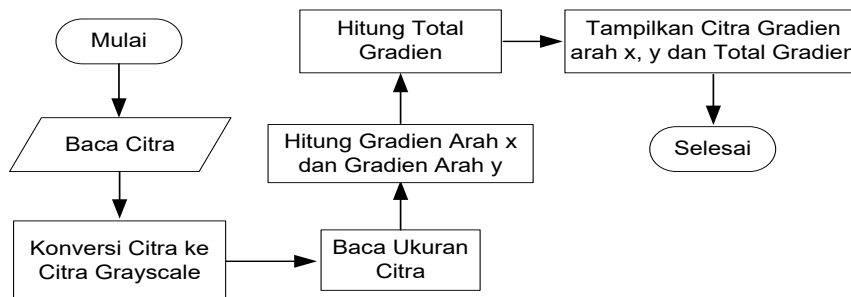 Mulai
Baca Citra
Konversi Citra ke
Citra Grayscale
Baca Ukuran
Citra
Hitung Gradien Arah x
dan Gradien Arah y
Hitung Total
Gradien
Tampilkan Citra Gradien
arah x, y dan Total Gradien
Selesai